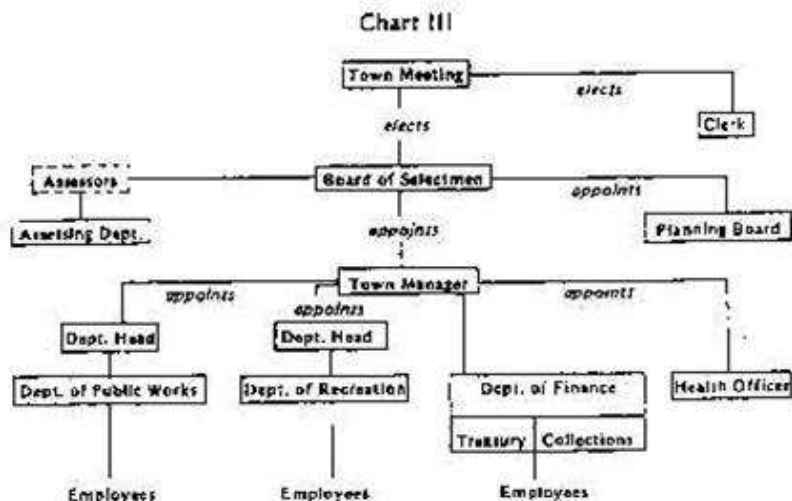 Chart III
Town Meeting
elects
elects
Clerk
Assessors
Board of Selectmen
appoints
Assessing Dept.
appoints
Planning Board
Town Manager
appoints
appoints
appoints
Dept. Head
Dept. Head
Dept. of Public Works
Dept. of Recreation
Dept. of Finance
Health Officer
Treasury
Collections
Employees
Employees
Employees